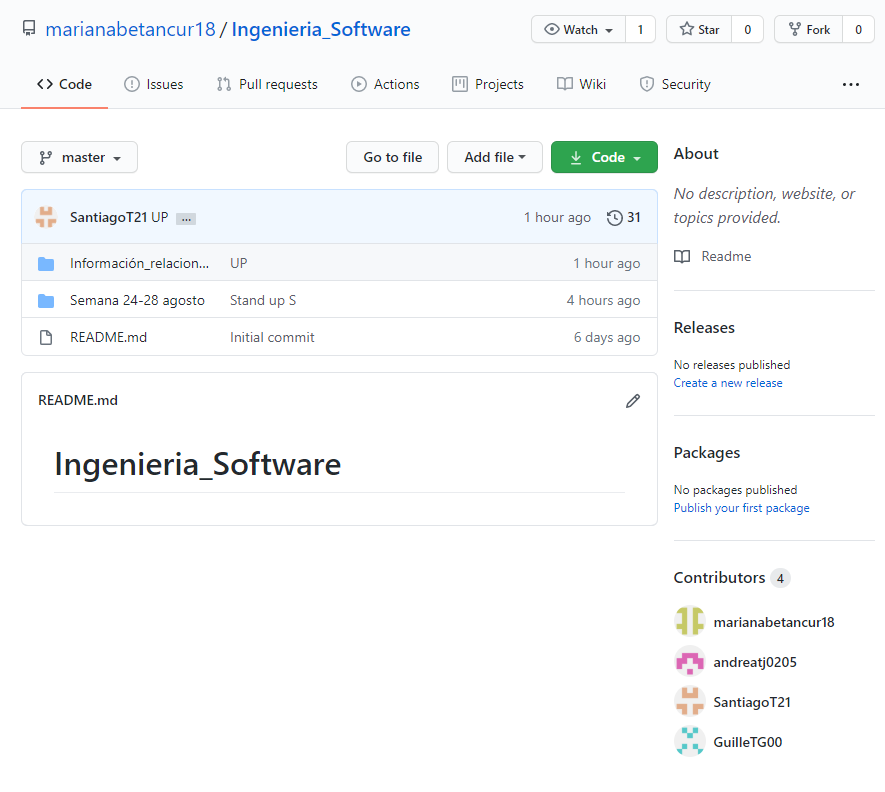 marianabetancur18 / Ingenieria_Software
Watch 1
Star 0
Fork 0
Code
Issues
Pull requests
Actions
Projects
Wiki
Security
...
master
Go to file
Add file
Code
SantiagoT21 UP ...
1 hour ago
31
Información_relacion... UP 1 hour ago
Semana 24-28 agosto Stand up S 4 hours ago
README.md Initial commit 6 days ago
README.md
Ingenieria_Software
About
No description, website, or
topics provided.
Readme
Releases
No releases published
Create a new release
Packages
No packages published
Publish your first package
Contributors 4
marianabetancur18
andreatj0205
SantiagoT21
GuilleTG00